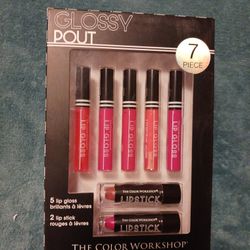 GLOSSY
POUT
7
PIECE
LIP GLOSS LIP GLOSS LIP GLOSS LIP GLOSS LIP GLOSS
5 lip gloss
brillants à lèvres
2 lip stick
rouges à lèvres
THE COLOR WORKSHOP
LIPSTICK
THE COLOR WORKSHOP
LIPSTICK
THE COLOR WORKSHOP